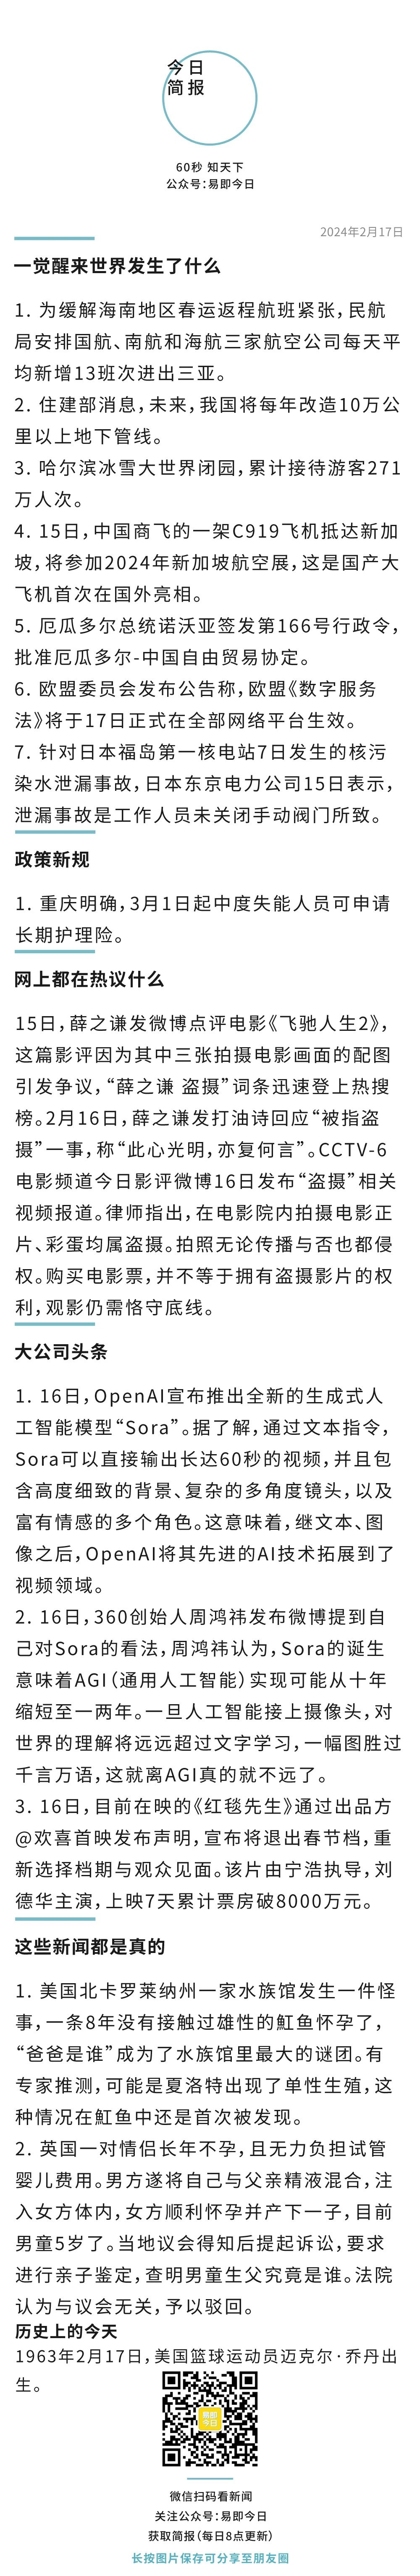 今日
简报
60秒 知天下
公众号：易即今日
2024年2月17日
一觉醒来世界发生了什么
1. 为缓解海南地区春运返程航班紧张，民航
局安排国航、南航和海航三家航空公司每天平
均新增13班次进出三亚。
2. 住建部消息，未来，我国将每年改造10万公
里以上地下管线。
3. 哈尔滨冰雪大世界闭园，累计接待游客271
万人次。
4. 15日，中国商飞的一架C919飞机抵达新加
坡，将参加2024年新加坡航空展，这是国产大
飞机首次在国外亮相。
5. 厄瓜多尔总统诺沃亚签发第166号行政令，
批准厄瓜多尔-中国自由贸易协定。
6. 欧盟委员会发布公告称，欧盟《数字服务
法》将于17日正式在全部网络平台生效。
7. 针对日本福岛第一核电站7日发生的核污
染水泄漏事故，日本东京电力公司15日表示，
泄漏事故是工作人员未关闭手动阀门所致。
政策新规
1. 重庆明确，3月1日起中度失能人员可申请
长期护理险。
网上都在热议什么
15日，薛之谦发微博点评电影《飞驰人生2》，
这篇影评因为其中三张拍摄电影画面的配图
引发争议，“薛之谦 盗摄”词条迅速登上热搜
榜。2月16日，薛之谦发打油诗回应“被指盗
摄”一事，称“此心光明，亦复何言”。CCTV-6
电影频道今日影评微博16日发布“盗摄”相关
视频报道。律师指出，在电影院内拍摄电影正
片、彩蛋均属盗摄。拍照无论传播与否也都侵
权。购买电影票，并不等于拥有盗摄影片的权
利，观影仍需恪守底线。
大公司头条
1. 16日，OpenAI宣布推出全新的生成式人
工智能模型“Sora”。据了解，通过文本指令，
Sora可以直接输出长达60秒的视频，并且包
含高度细致的背景、复杂的多角度镜头，以及
富有情感的多个角色。这意味着，继文本、图
像之后，OpenAI将其先进的AI技术拓展到了
视频领域。
2. 16日，360创始人周鸿祎发布微博提到自
己对Sora的看法，周鸿祎认为，Sora的诞生
意味着AGI（通用人工智能）实现可能从十年
缩短至一两年。一旦人工智能接上摄像头，对
世界的理解将远远超过文字学习，一幅图胜过
千言万语，这就离AGI真的就不远了。
3. 16日，目前在映的《红毯先生》通过出品方
@欢喜首映发布声明，宣布将退出春节档，重
新选择档期与观众见面。该片由宁浩执导，刘
德华主演，上映7天累计票房破8000万元。
这些新闻都是真的
1. 美国北卡罗莱纳州一家水族馆发生一件怪
事，一条8年没有接触过雄性的魟鱼怀孕了，
“爸爸是谁”成为了水族馆里最大的谜团。有
专家推测，可能是夏洛特出现了单性生殖，这
种情况在魟鱼中还是首次被发现。
2. 英国一对情侣长年不孕，且无力负担试管
婴儿费用。男方遂将自己与父亲精液混合，注
入女方体内，女方顺利怀孕并产下一子，目前
男童5岁了。当地议会得知后提起诉讼，要求
进行亲子鉴定，查明男童生父究竟是谁。法院
认为与议会无关，予以驳回。
历史上的今天
1963年2月17日，美国篮球运动员迈克尔·乔丹出
生。
易即
今日
微信扫码看新闻
关注公众号：易即今日
获取简报（每日8点更新）
长按图片保存可分享至朋友圈